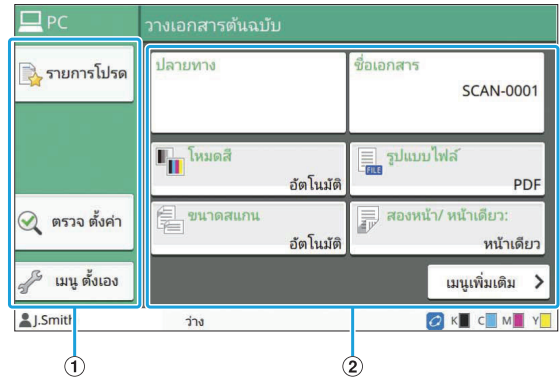 PC
วางเอกสารต้นฉบับ
รายการโปรด
ปลายทาง
ชื่อเอกสาร
SCAN-0001
โหมดสี
อัตโนมัติ
รูปแบบไฟล์
FILE
PDF
ตรวจ ตั้งค่า
ขนาดสแกน
อัตโนมัติ
สองหน้า/ หน้าเดียว:
หน้าเดียว
เมนู ตั้งเอง
เมนูเพิ่มเติม
J.Smith
ว่าง
K C M Y
1
2